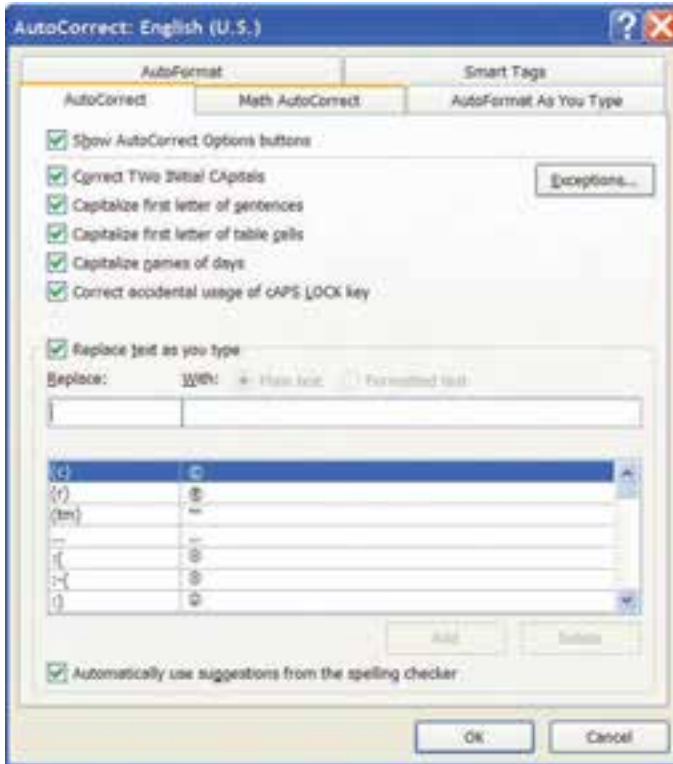 AutoCorrect: English (U.S.)
AutoFormat Smart Tags
AutoCorrect Math AutoCorrect AutoFormat As You Type
Show AutoCorrect Options buttons
Correct TWo INitial CApitals Exceptions...
Capitalize first letter of sentences
Capitalize first letter of table cells
Capitalize names of days
Correct accidental usage of cAPS LOCK key
Replace text as you type
Replace: With: Plain text Formatted text
(c) ©
(r) ®
(tm) ™
... …
:( ☹
:-( ☹
:) ☺
Add Delete
Automatically use suggestions from the spelling checker
OK Cancel